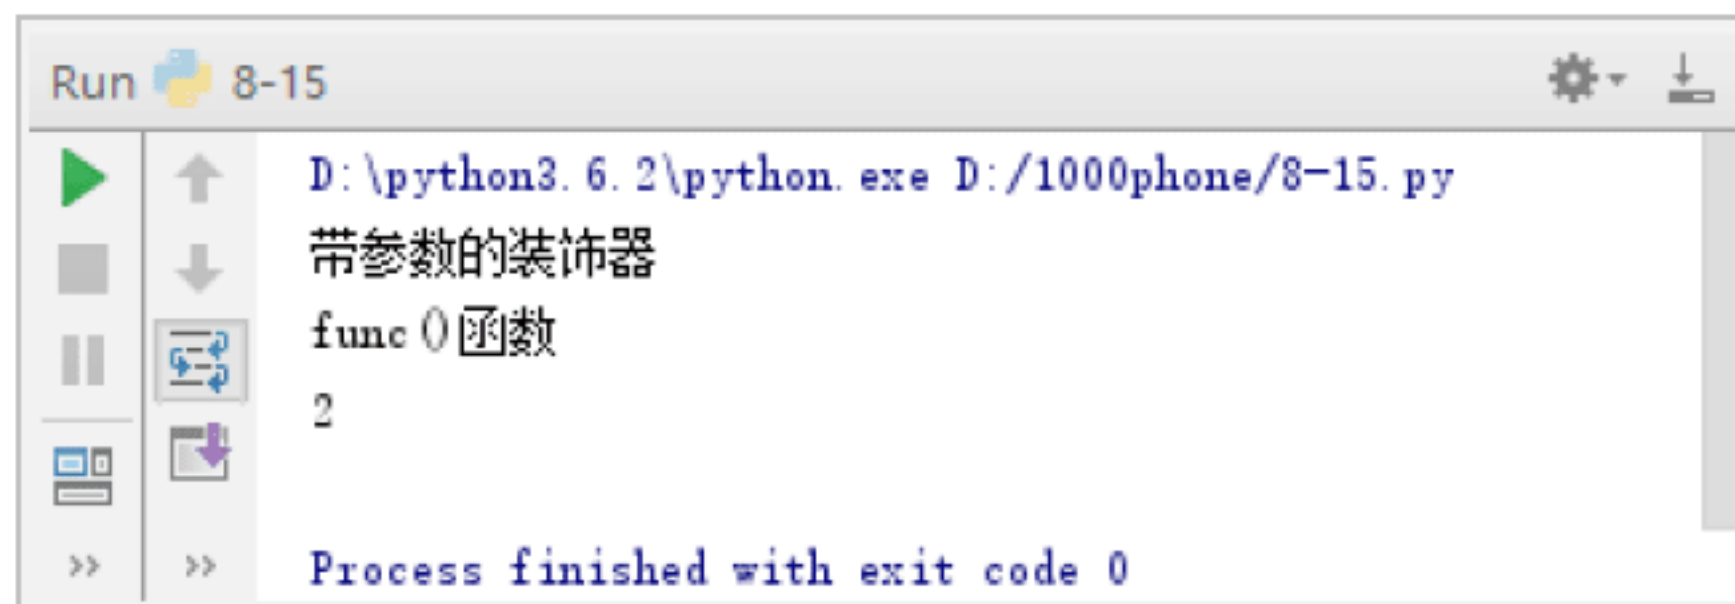 Run 8-15
D:\python3.6.2\python.exe D:/1000phone/8-15.py
带参数的装饰器
func()函数
2
Process finished with exit code 0